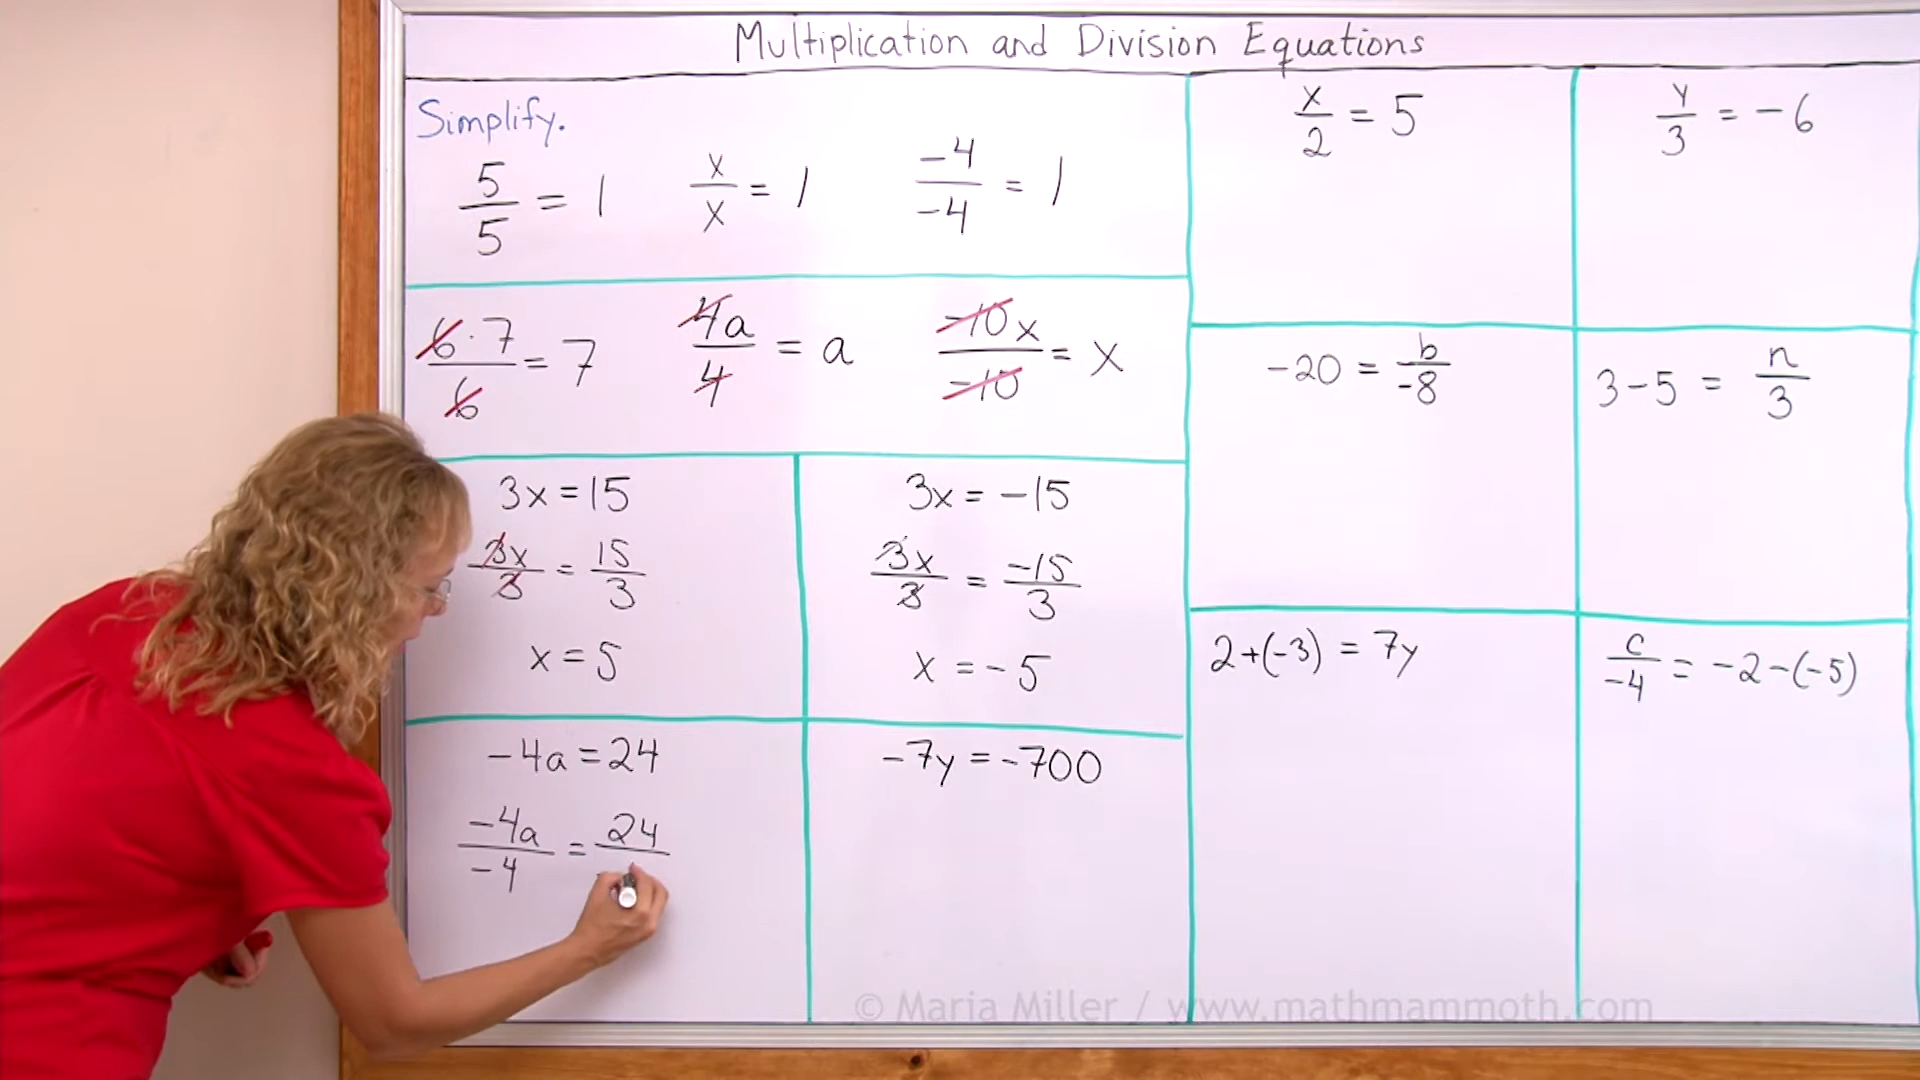 Multiplication and Division Equations
Simplify.
5/5 = 1
x/x = 1
-4/-4 = 1
6·7/6 = 7
4a/4 = a
-10x/-10 = x
3x = 15
3x/3 = 15/3
x = 5
3x = -15
3x/3 = -15/3
x = -5
-4a = 24
-4a/-4 = 24/
-7y = -700
x/2 = 5
y/3 = -6
-20 = b/-8
3-5 = n/3
2+(-3) = 7y
c/-4 = -2-(-5)
© Maria Miller / www.mathmammoth.com